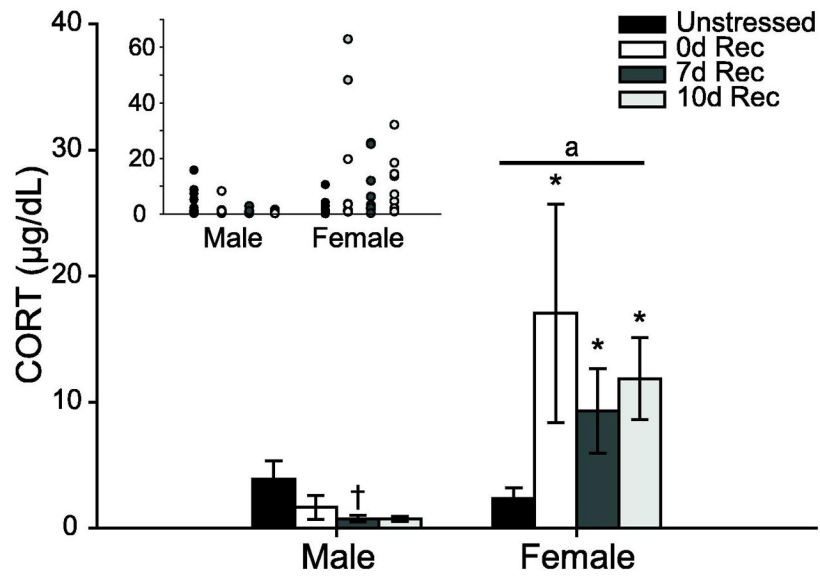 40
30
20
10
0
CORT (µg/dL)
60
40
20
0
Male Female
Unstressed
0d Rec
7d Rec
10d Rec
a
*
*
*
†
Male Female